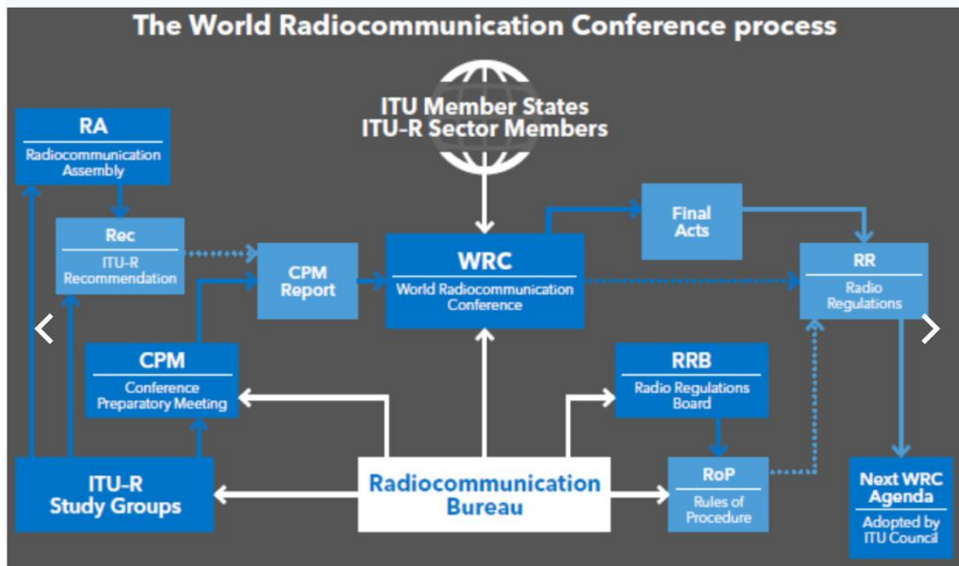 The World Radiocommunication Conference process
ITU Member States
ITU-R Sector Members
RA
Radiocommunication
Assembly
Rec
ITU-R
Recommendation
CPM
Report
WRC
World Radiocommunication
Conference
Final
Acts
RR
Radio
Regulations
CPM
Conference
Preparatory Meeting
RRB
Radio Regulations
Board
ITU-R
Study Groups
Radiocommunication
Bureau
RoP
Rules of
Procedure
Next WRC
Agenda
Adopted by
ITU Council